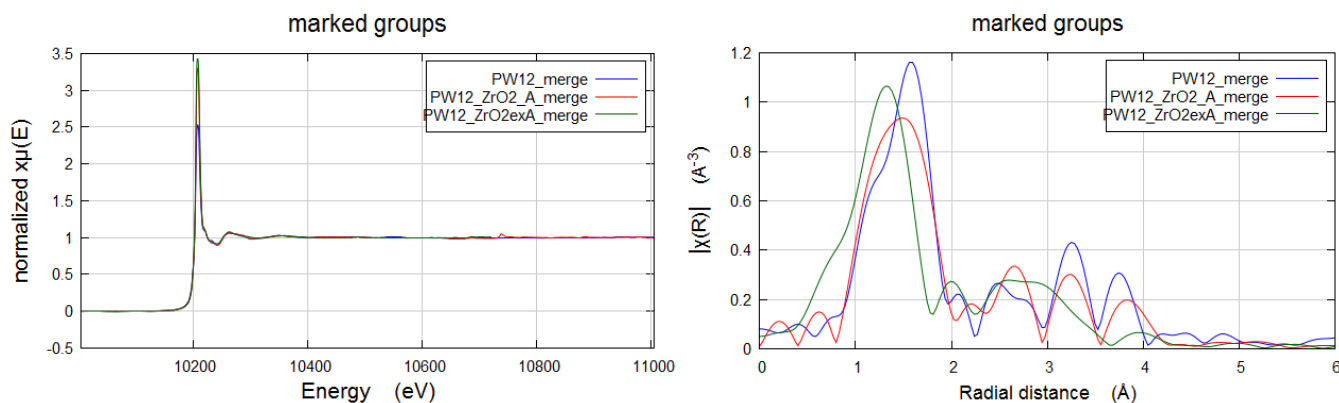 marked groups
3.5
3
2.5
2
1.5
1
0.5
0
-0.5
normalized xμ(E)
PW12_merge
PW12_ZrO2_A_merge
PW12_ZrO2exA_merge
10200 10400 10600 10800 11000
Energy (eV)
marked groups
1.2
1
0.8
0.6
0.4
0.2
0
|χ(R)| (Å⁻³)
PW12_merge
PW12_ZrO2_A_merge
PW12_ZrO2exA_merge
0 1 2 3 4 5 6
Radial distance (Å)